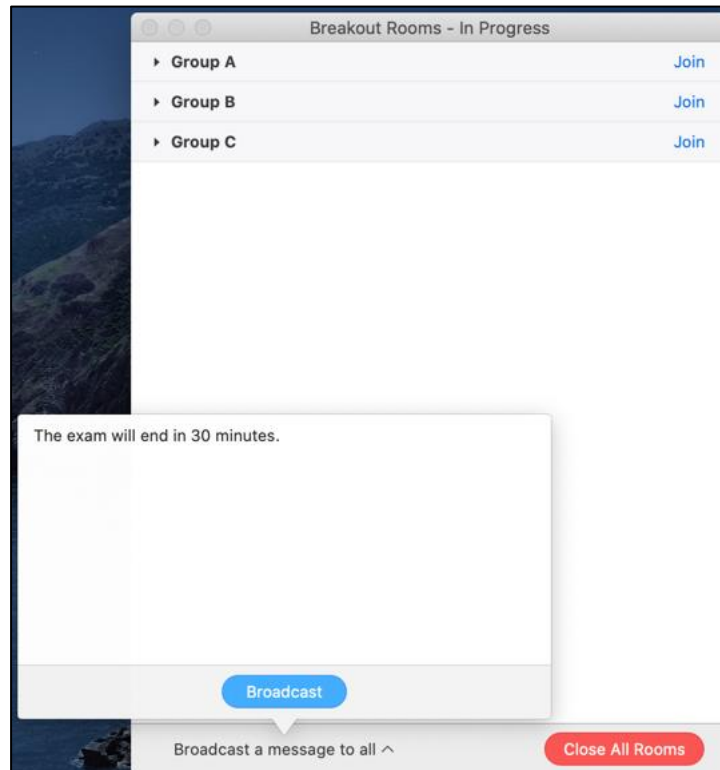 Breakout Rooms - In Progress
Group A Join
Group B Join
Group C Join
The exam will end in 30 minutes.
Broadcast
Broadcast a message to all
Close All Rooms